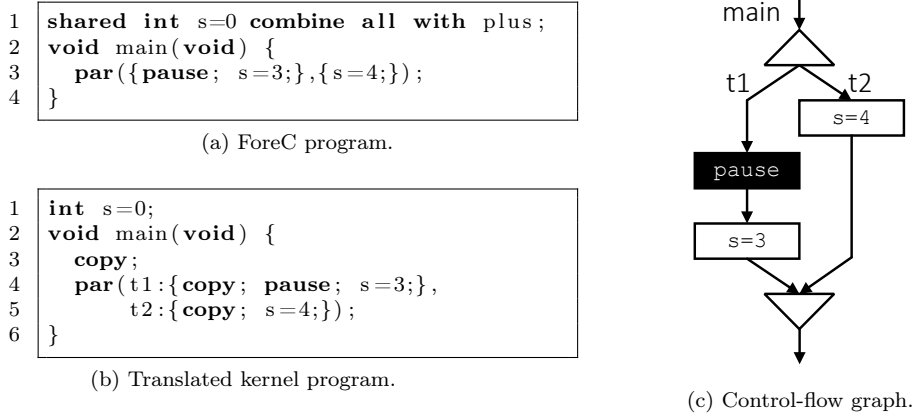 1 shared int s=0 combine all with plus;
2 void main(void) {
3 par({pause; s=3;},{s=4;});
4 }
(a) ForeC program.
1 int s=0;
2 void main(void) {
3 copy;
4 par(t1:{copy; pause; s=3;},
5 t2:{copy; s=4;});
6 }
(b) Translated kernel program.
main
t1 t2
s=4
pause
s=3
(c) Control-flow graph.